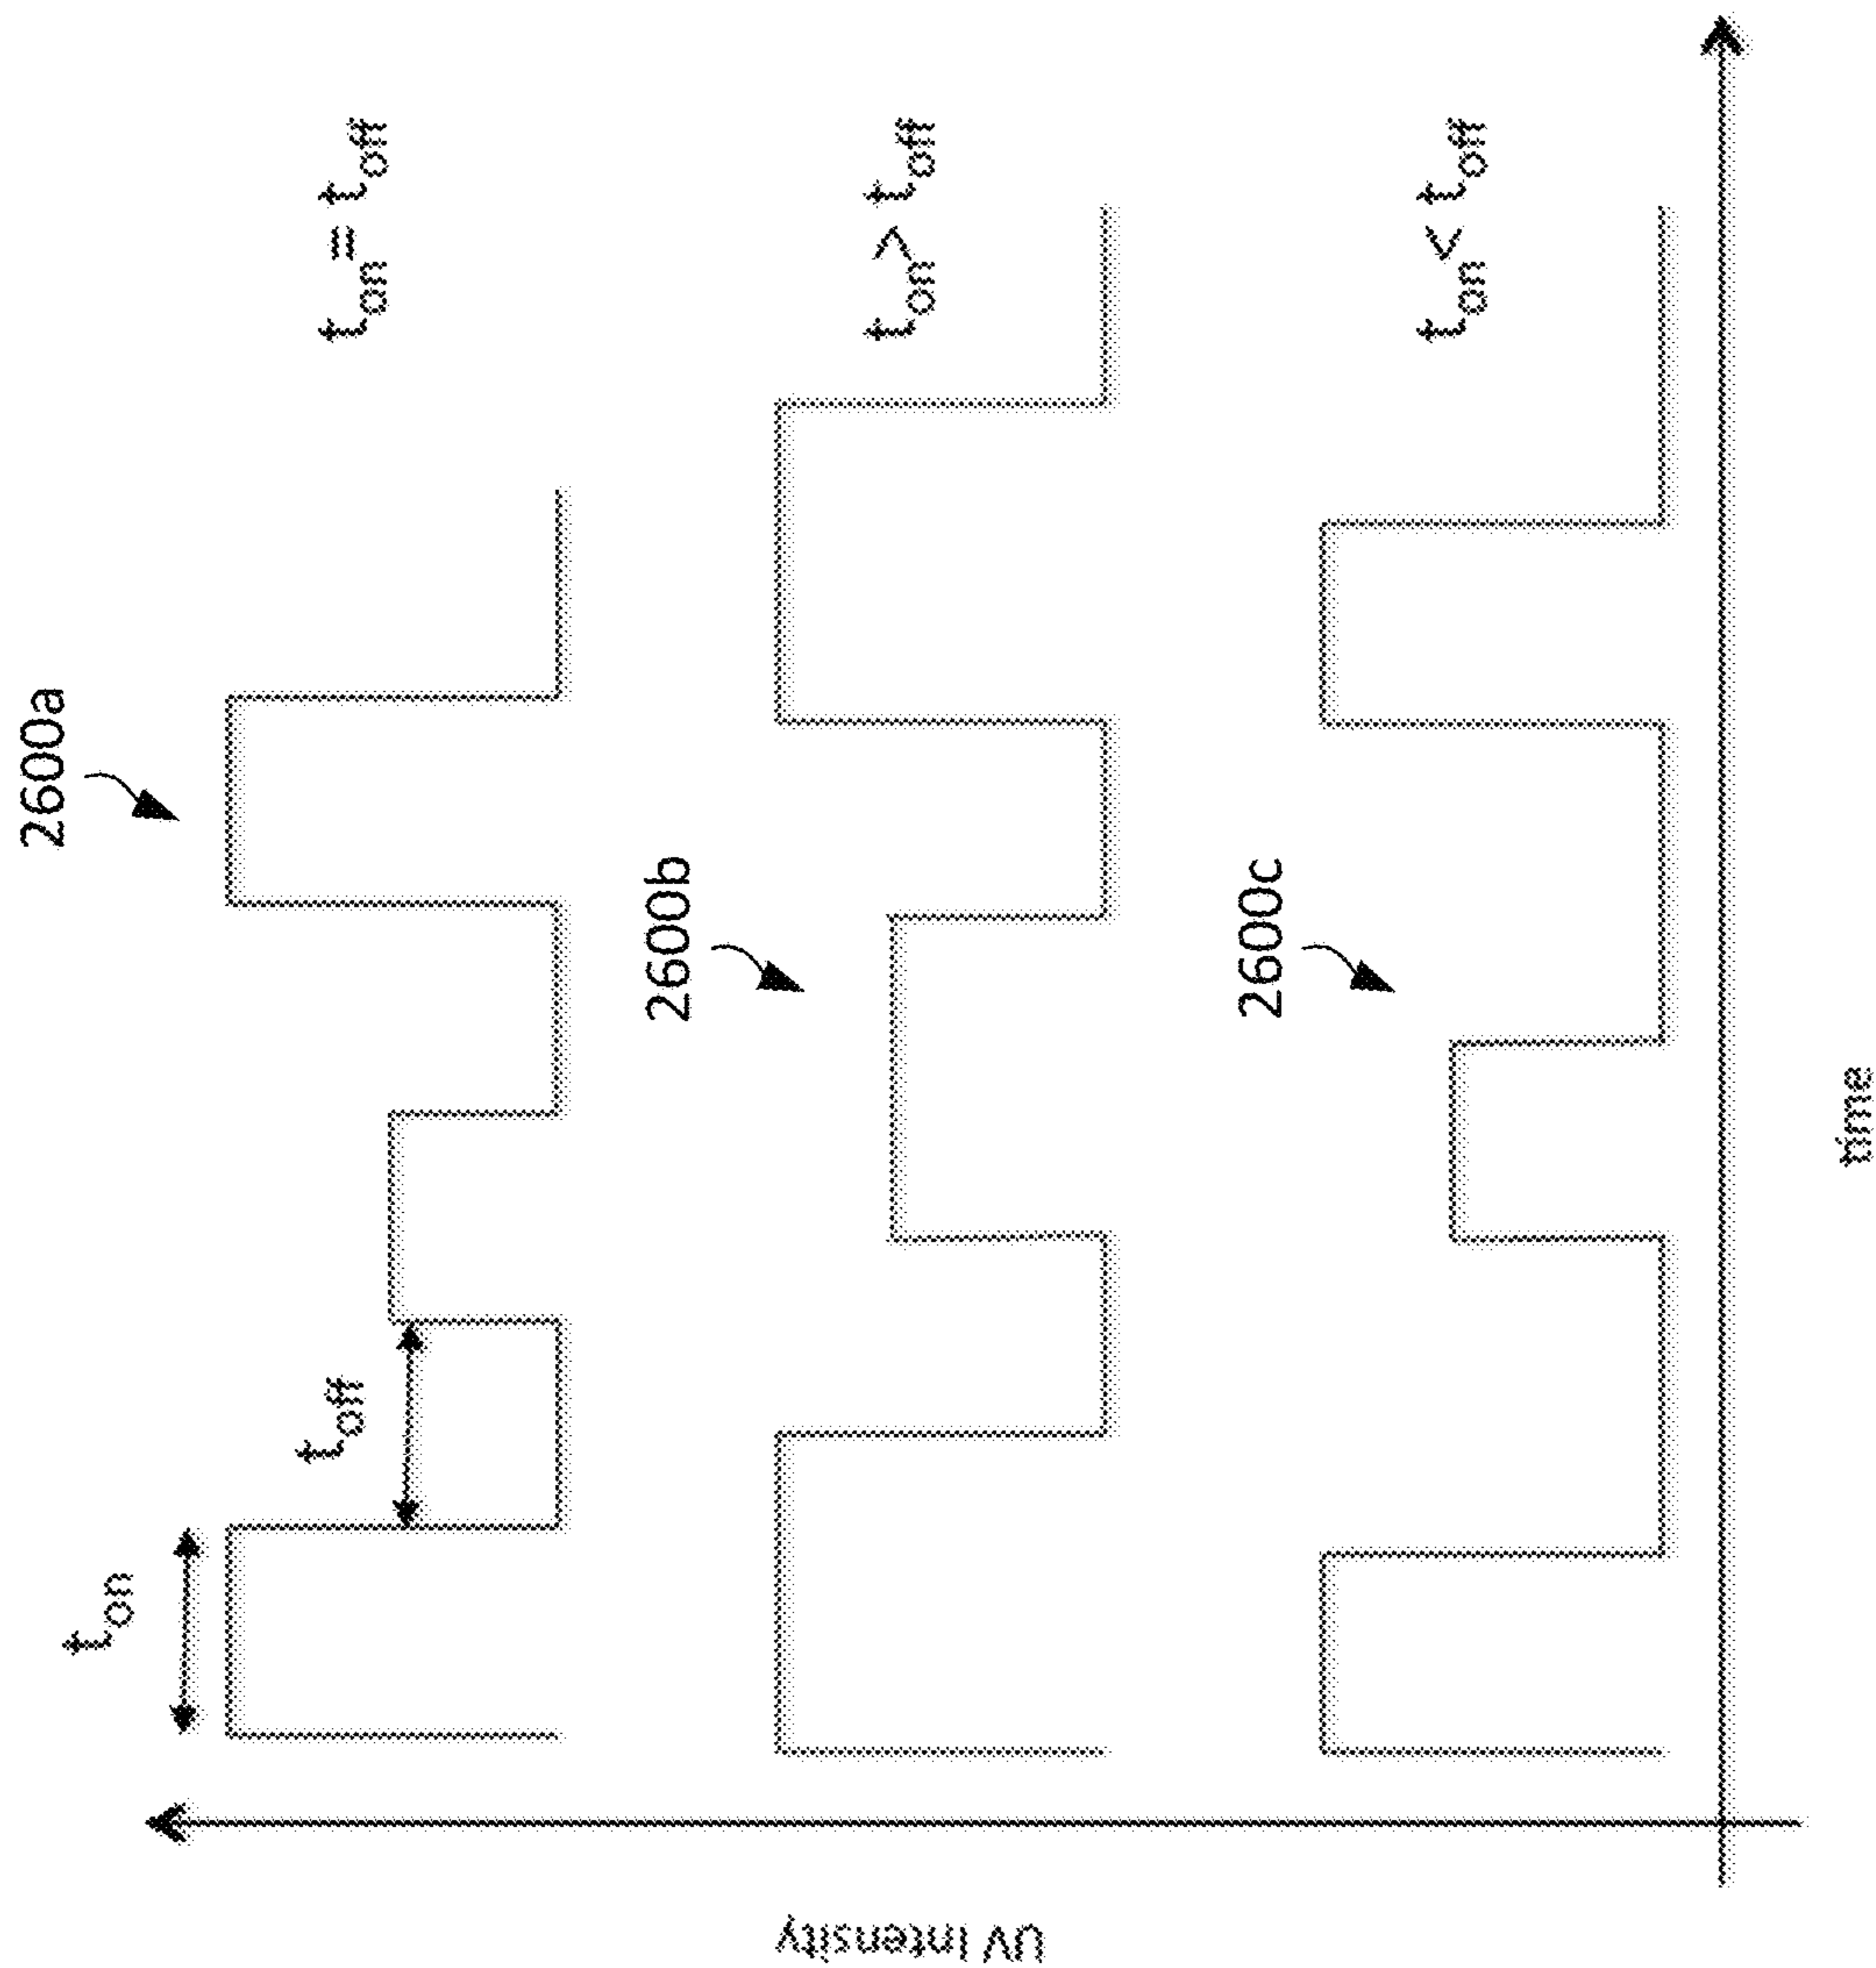 2600a
t_on
t_off
t_on = t_off
2600b
t_on > t_off
2600c
t_on < t_off
UV Intensity
time